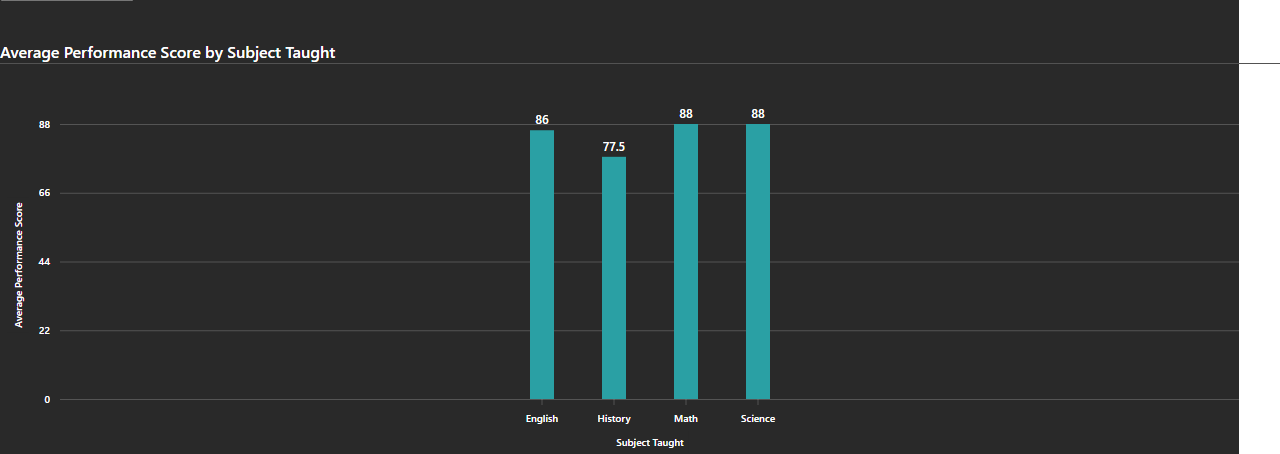 Average Performance Score by Subject Taught
88
88
86
77.5
88
66
44
22
0
Average Performance Score
English
History
Math
Science
Subject Taught